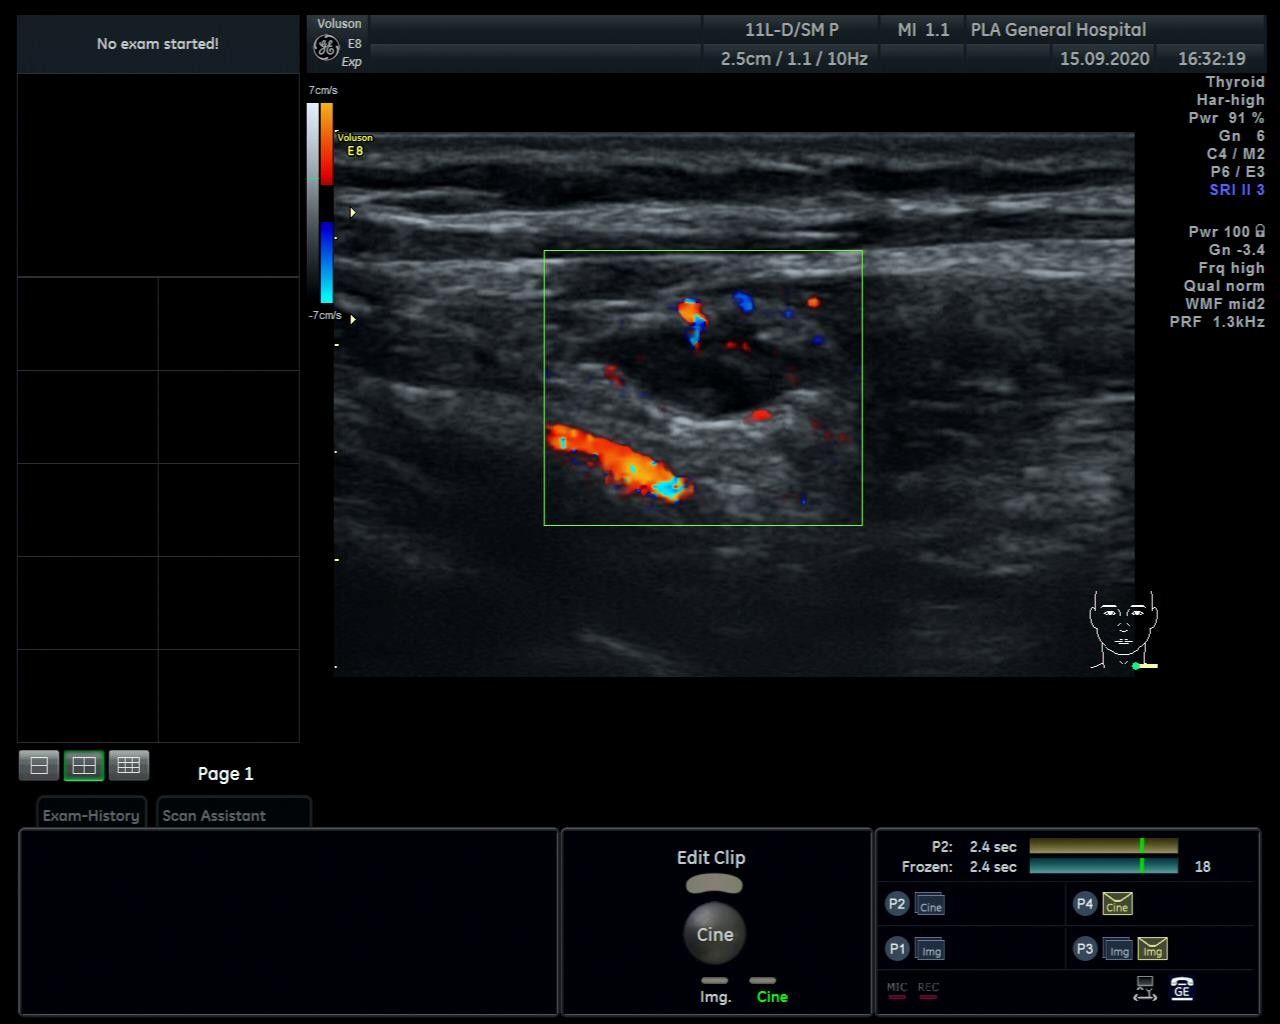 No exam started!
Voluson
E8
Exp
11L-D/SM P
MI 1.1
PLA General Hospital
2.5cm / 1.1 / 10Hz
15.09.2020
16:32:19
7cm/s
-7cm/s
Voluson
E8
Thyroid
Har-high
Pwr 91 %
Gn 6
C4 / M2
P6 / E3
SRI II 3
Pwr 100
Gn -3.4
Frq high
Qual norm
WMF mid2
PRF 1.3kHz
Page 1
Exam-History
Scan Assistant
Edit Clip
Cine
Img.
Cine
P2: 2.4 sec
Frozen: 2.4 sec 18
P2 Cine
P4 Cine
P1 Img
P3 Img Img
MIC REC
GE